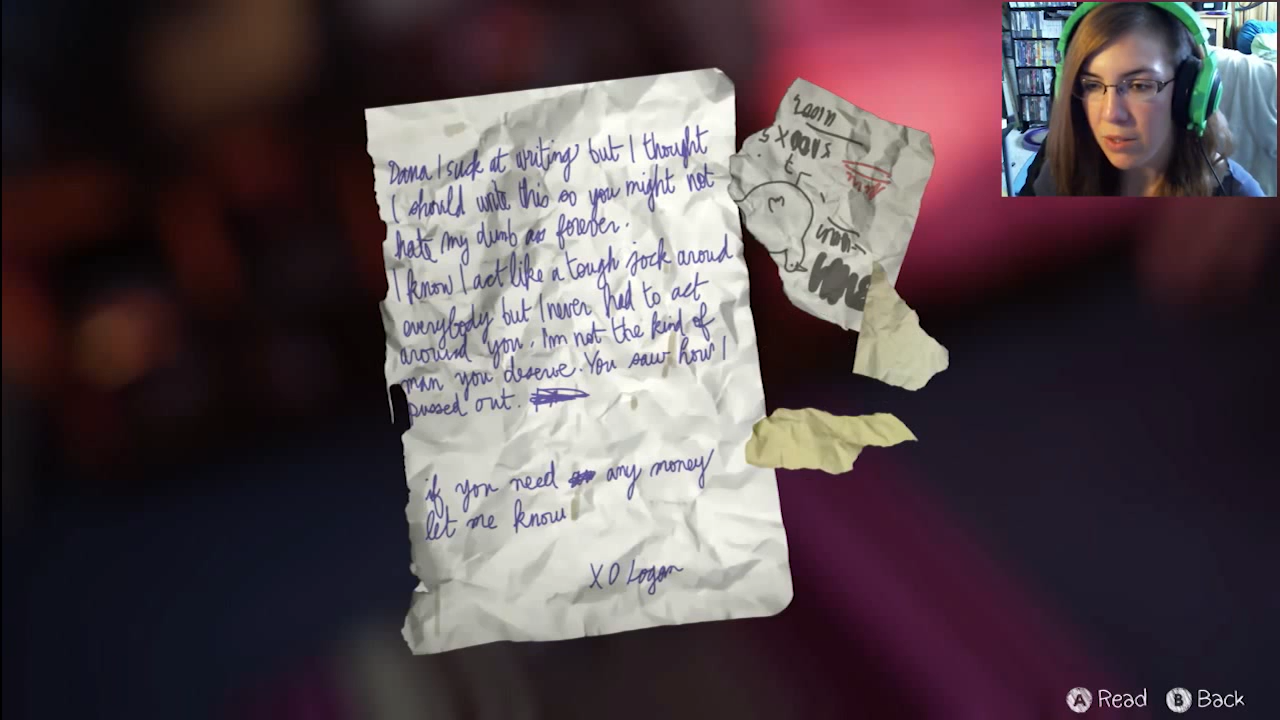 Dana I suck at writing but I thought
I should write this so you might not
hate my dumb ass forever.
I know I act like a tough jock aroud
everybody but I never had to act
around you. I'm not the kind of
man you deserve. You saw how I
pussed out.
if you need any money
let me know
XO Logan
A Read B Back